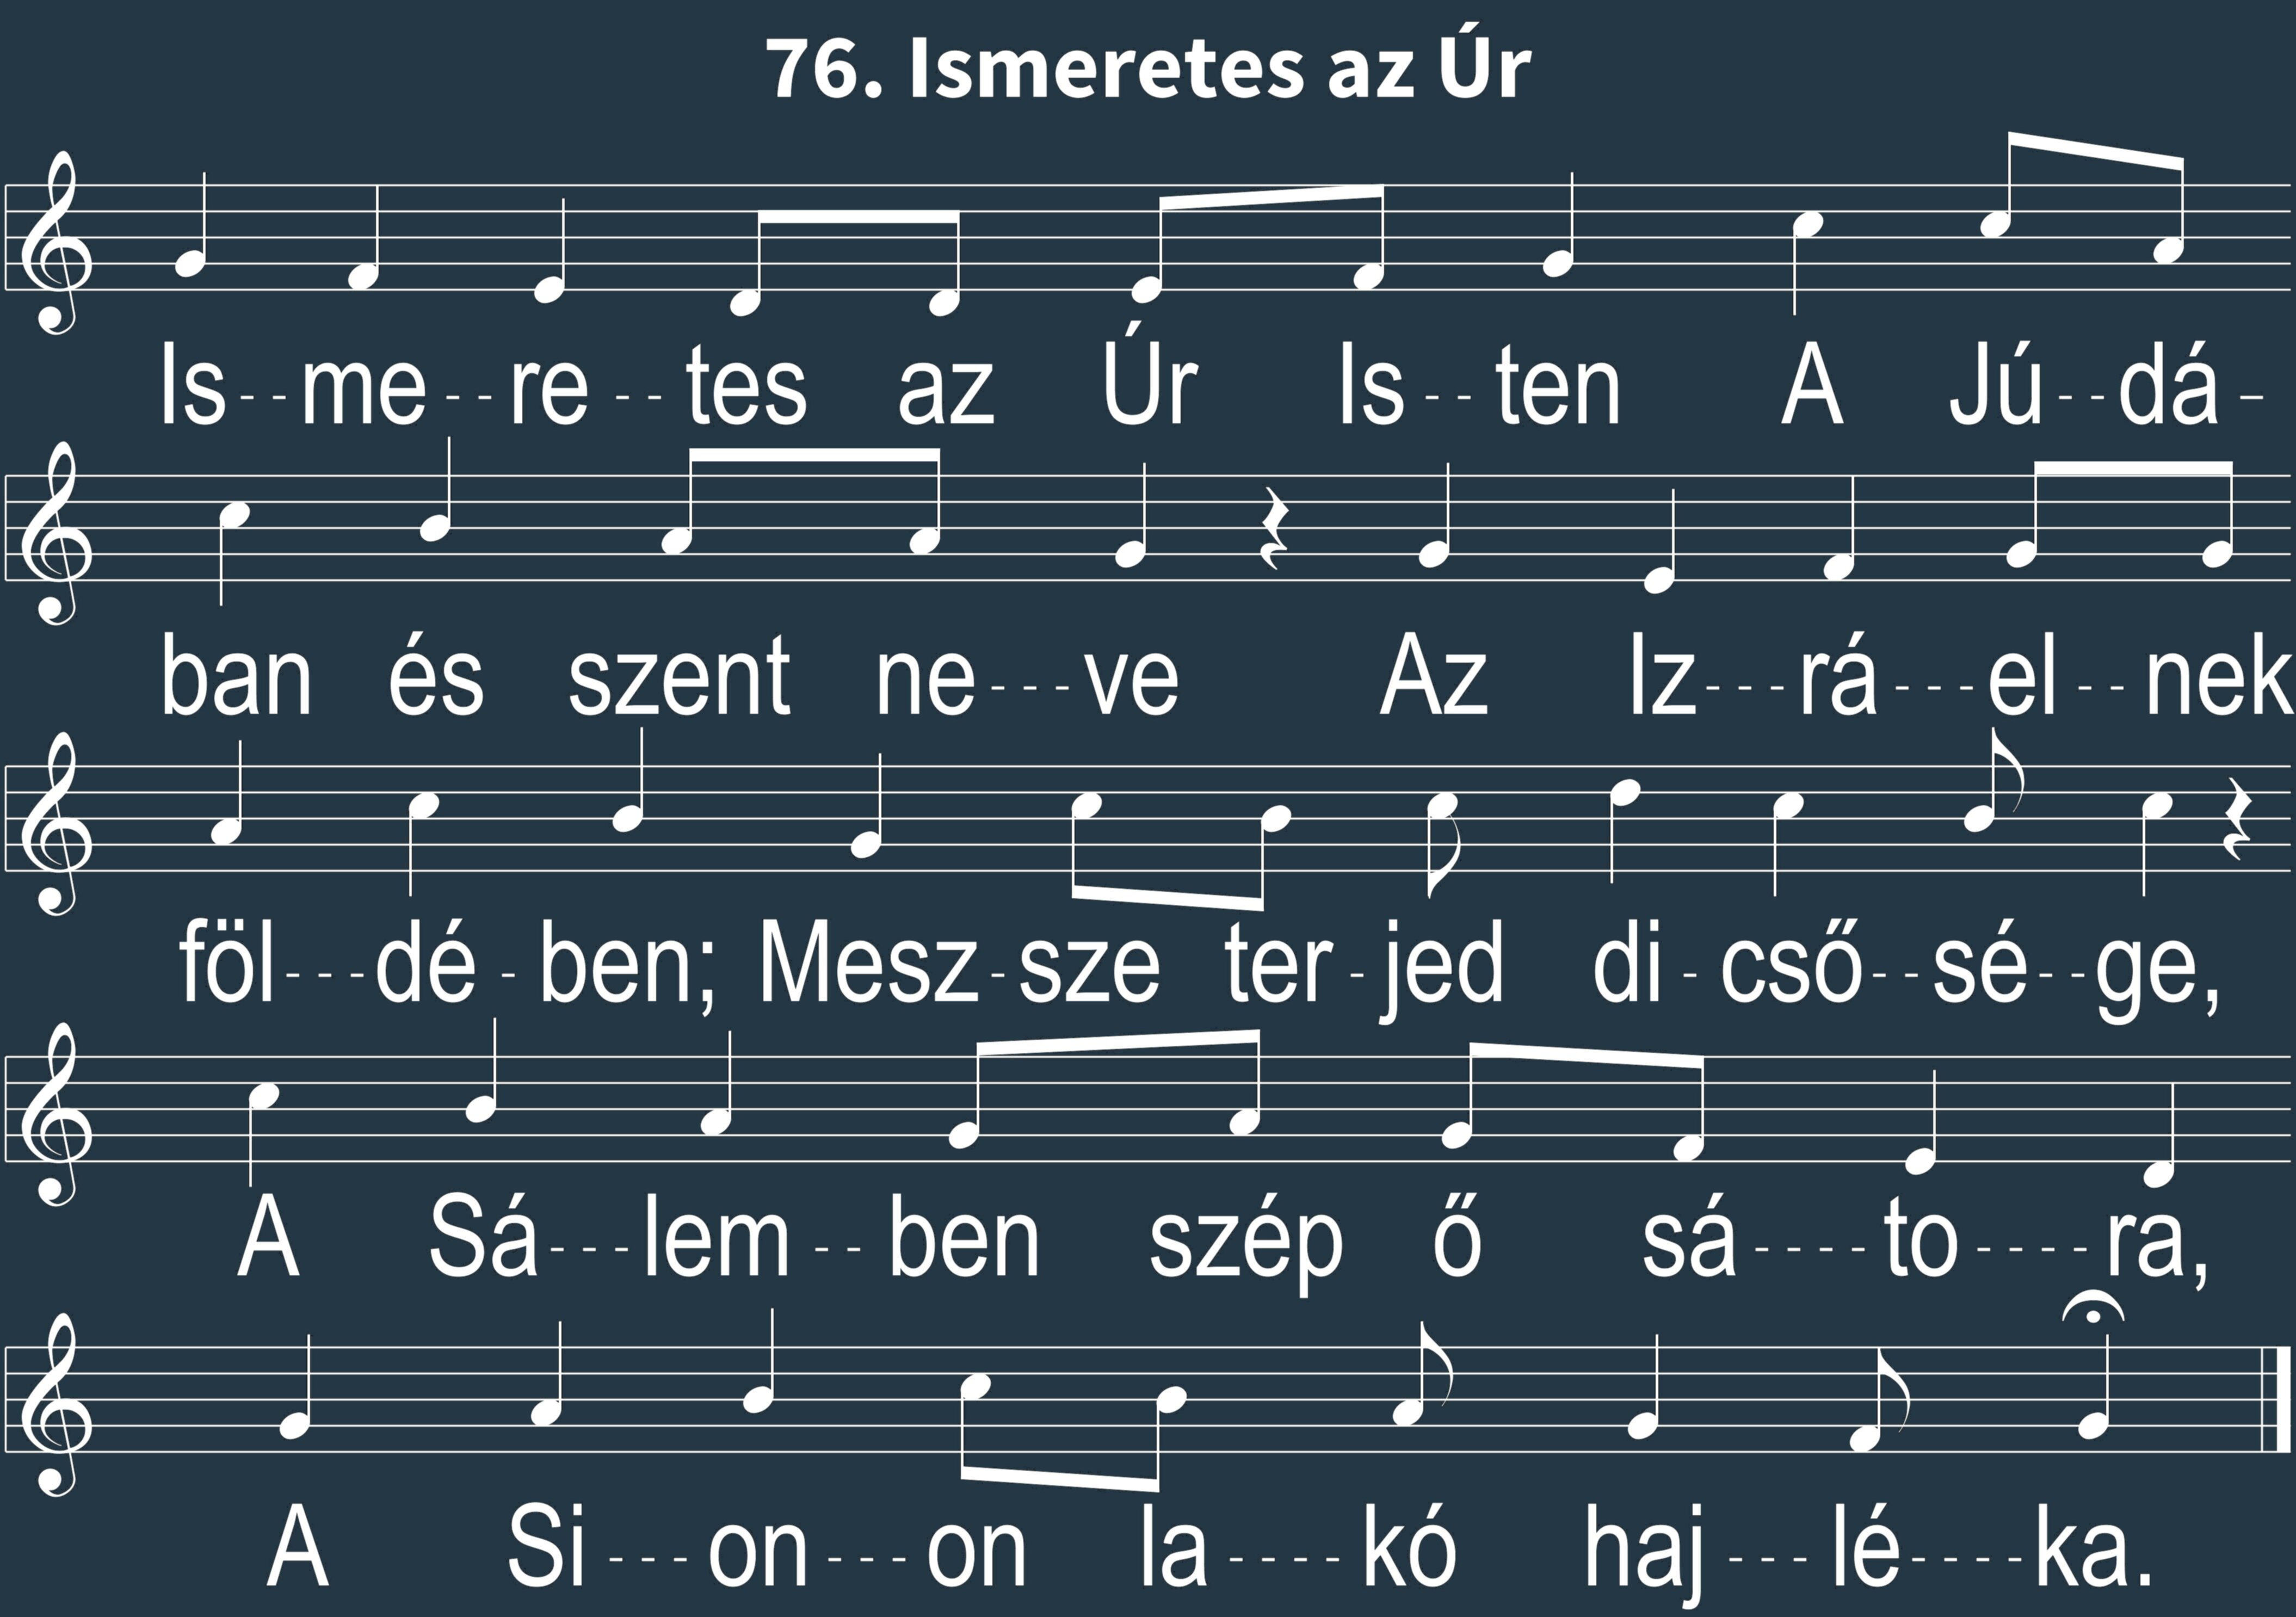 76. Ismeretes az Úr
Is--me--re--tes az Úr Is--ten A Jú--dá-
ban és szent ne---ve Az Iz---rá---el--nek
föl---dé-ben; Mesz-sze ter-jed di-cső--sé--ge,
A Sá---lem--ben szép ő sá----to----ra,
A Si---on---on la----kó haj---lé----ka.